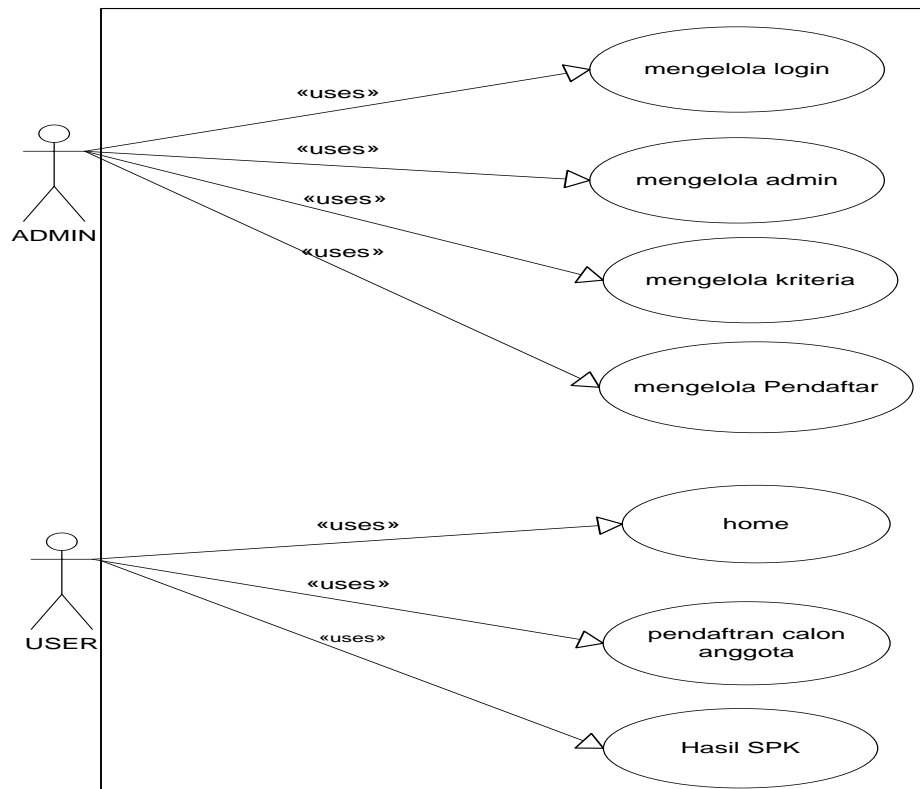 mengelola login
«uses»
«uses»
mengelola admin
«uses»
ADMIN
«uses»
mengelola kriteria
mengelola Pendaftar
«uses»
home
«uses»
pendaftran calon
anggota
USER
«uses»
Hasil SPK